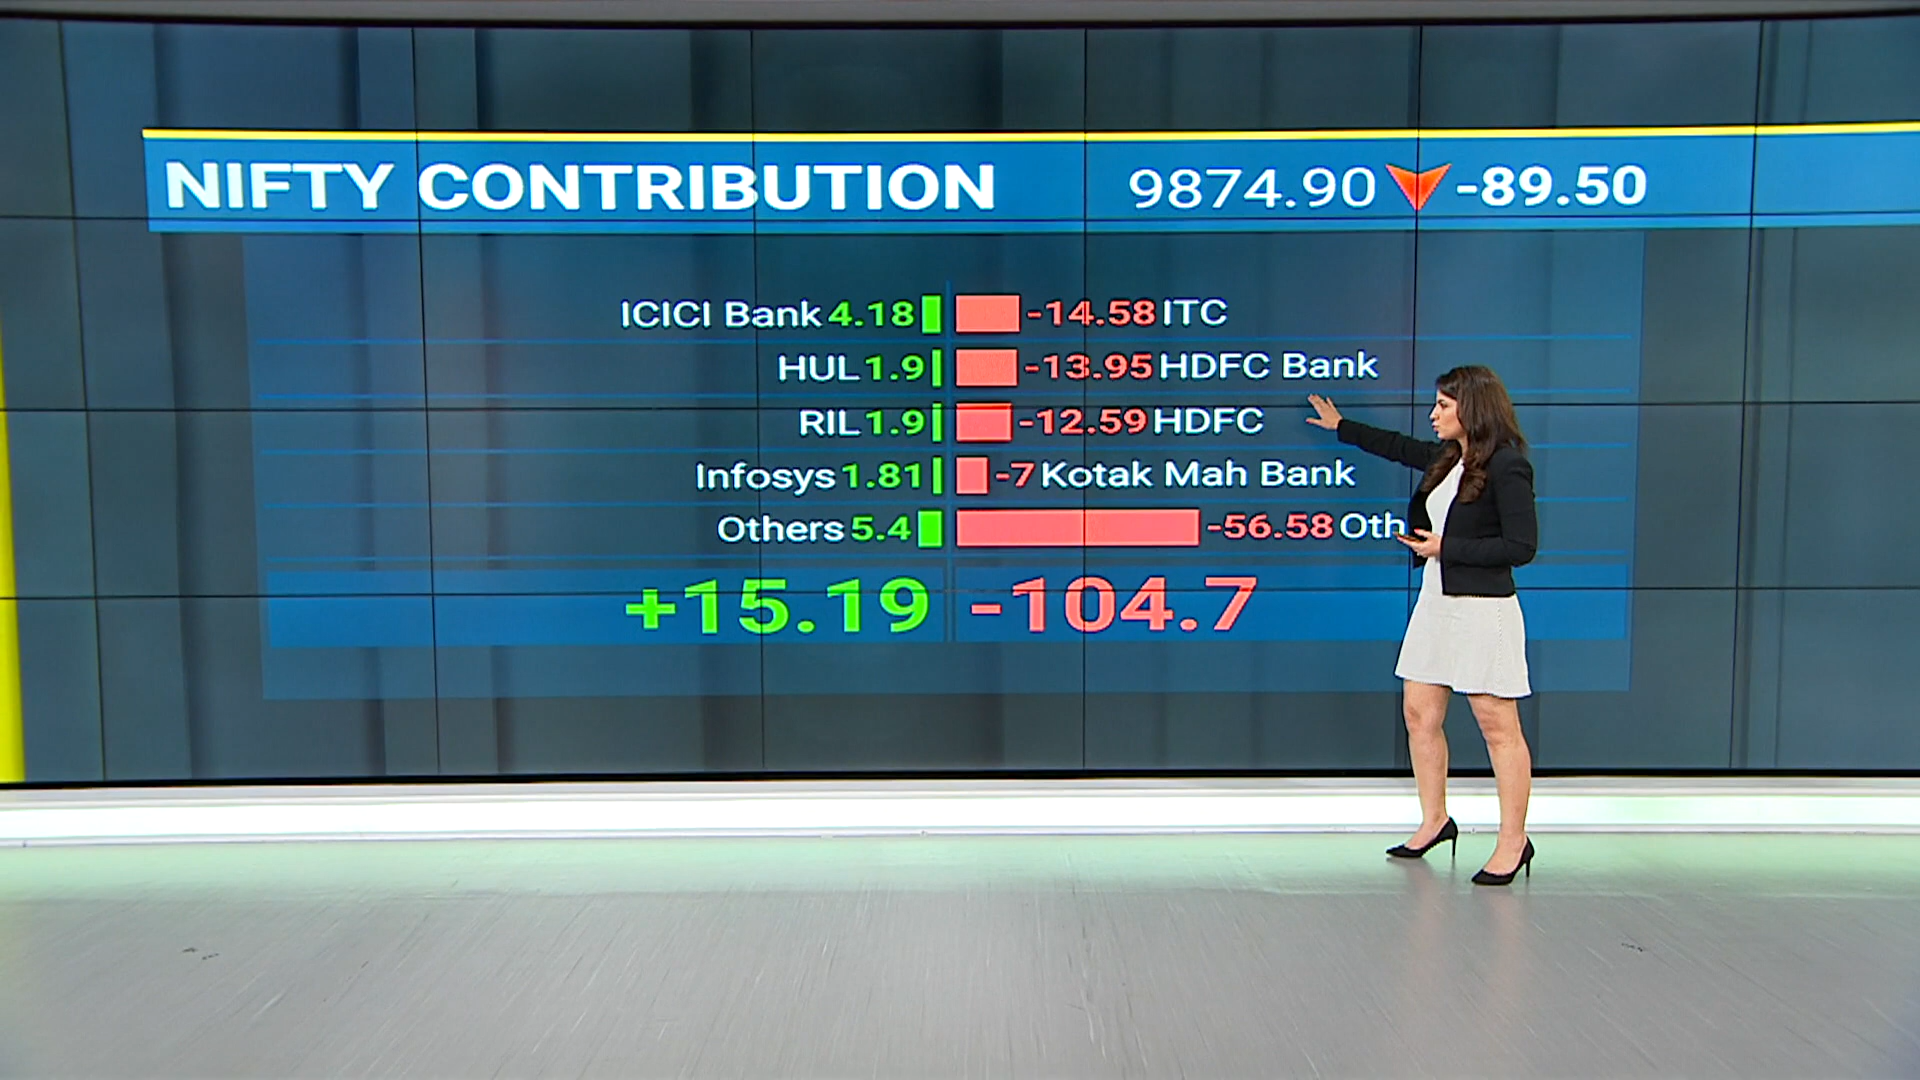 NIFTY CONTRIBUTION 9874.90 -89.50
ICICI Bank 4.18 -14.58 ITC
HUL 1.9 -13.95 HDFC Bank
RIL 1.9 -12.59 HDFC
Infosys 1.81 -7 Kotak Mah Bank
Others 5.4 -56.58 Oth
+15.19 -104.7